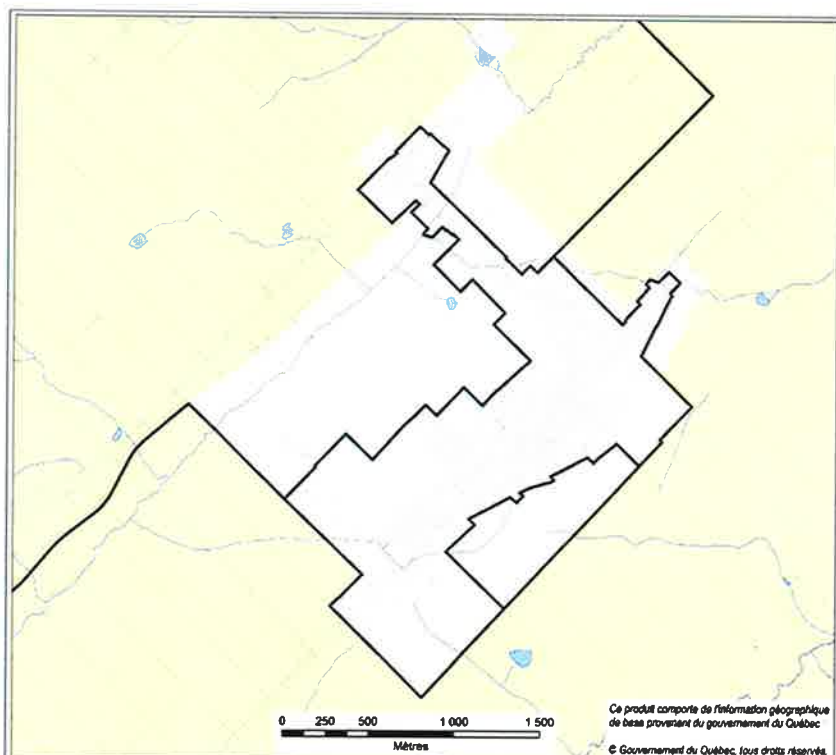 0 250 500 1 000 1 500
Mètres
Ce produit comporte de l'information géographique
de base provenant du gouvernement du Québec
© Gouvernement du Québec, tous droits réservés.